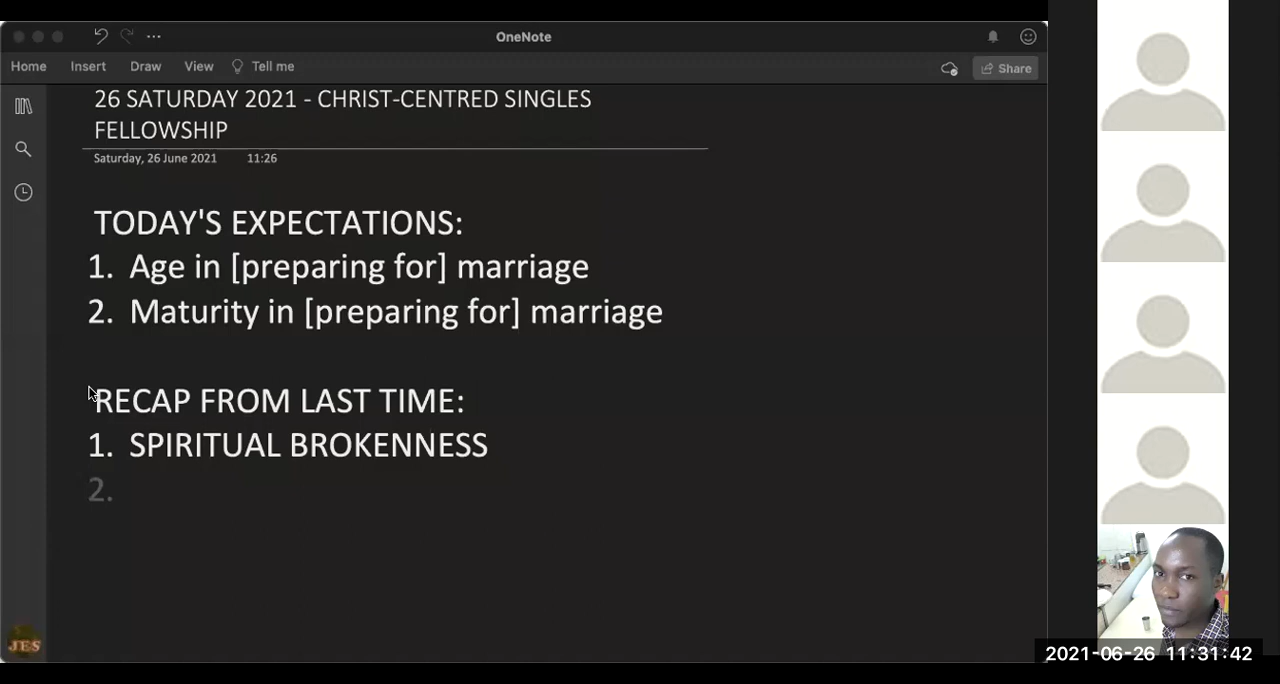 OneNote
Home Insert Draw View Tell me Share
26 SATURDAY 2021 - CHRIST-CENTRED SINGLES
FELLOWSHIP
Saturday, 26 June 2021 11:26
TODAY'S EXPECTATIONS:
1. Age in [preparing for] marriage
2. Maturity in [preparing for] marriage
RECAP FROM LAST TIME:
1. SPIRITUAL BROKENNESS
2.
JES
2021-06-26 11:31:42